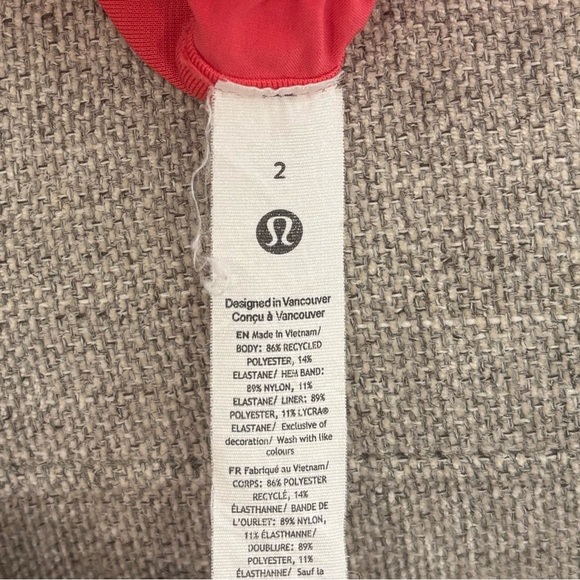 2
Designed in Vancouver
Conçu à Vancouver
EN Made in Vietnam/
BODY: 86% RECYCLED
POLYESTER, 14%
ELASTANE/ HEM BAND:
89% NYLON, 11%
ELASTANE/ LINER: 89%
POLYESTER, 11% LYCRA®
ELASTANE/ Exclusive of
decoration/ Wash with like
colours
FR Fabriqué au Vietnam/
CORPS: 86% POLYESTER
RECYCLÉ, 14%
ÉLASTHANNE/ BANDE DE
L'OURLET: 89% NYLON,
11% ÉLASTHANNE/
DOUBLURE: 89%
POLYESTER, 11%
ÉLASTHANNE/ Sauf la